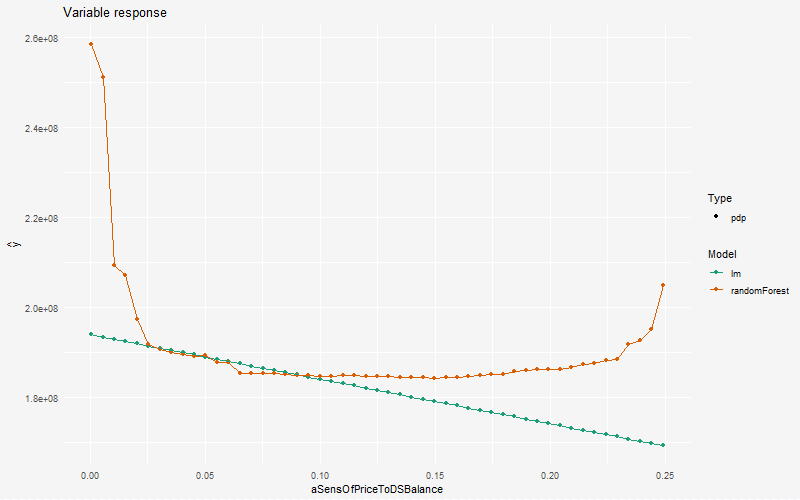 Variable response
2.6e+08
2.4e+08
2.2e+08
2.0e+08
1.8e+08
ŷ
0.00 0.05 0.10 0.15 0.20 0.25
aSensOfPriceToDSBalance
Type
pdp
Model
lm
randomForest